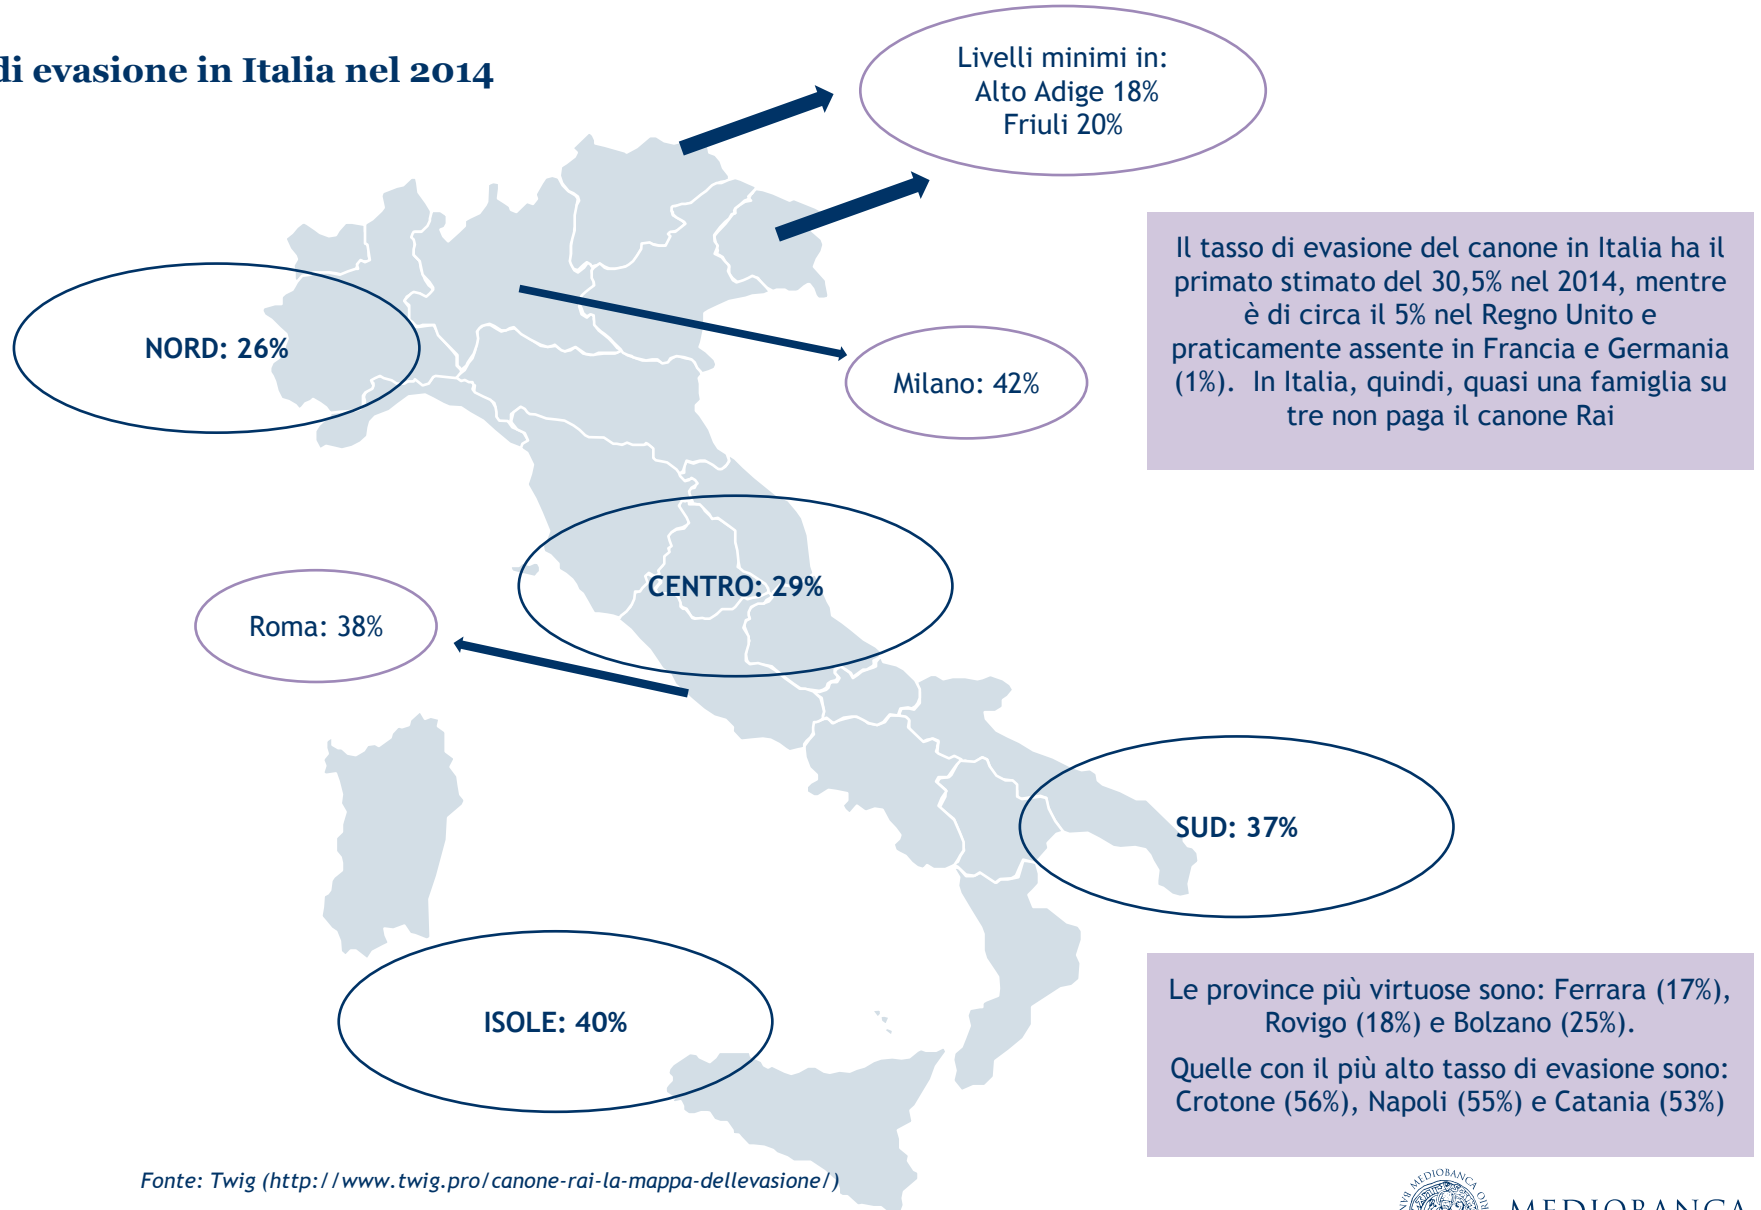 di evasione in Italia nel 2014
Livelli minimi in:
Alto Adige 18%
Friuli 20%
Il tasso di evasione del canone in Italia ha il
primato stimato del 30,5% nel 2014, mentre
è di circa il 5% nel Regno Unito e
praticamente assente in Francia e Germania
(1%). In Italia, quindi, quasi una famiglia su
tre non paga il canone Rai
NORD: 26%
Milano: 42%
CENTRO: 29%
Roma: 38%
SUD: 37%
ISOLE: 40%
Le province più virtuose sono: Ferrara (17%),
Rovigo (18%) e Bolzano (25%).
Quelle con il più alto tasso di evasione sono:
Crotone (56%), Napoli (55%) e Catania (53%)
Fonte: Twig (http://www.twig.pro/canone-rai-la-mappa-dellevasione/)
MEDIOBANCA